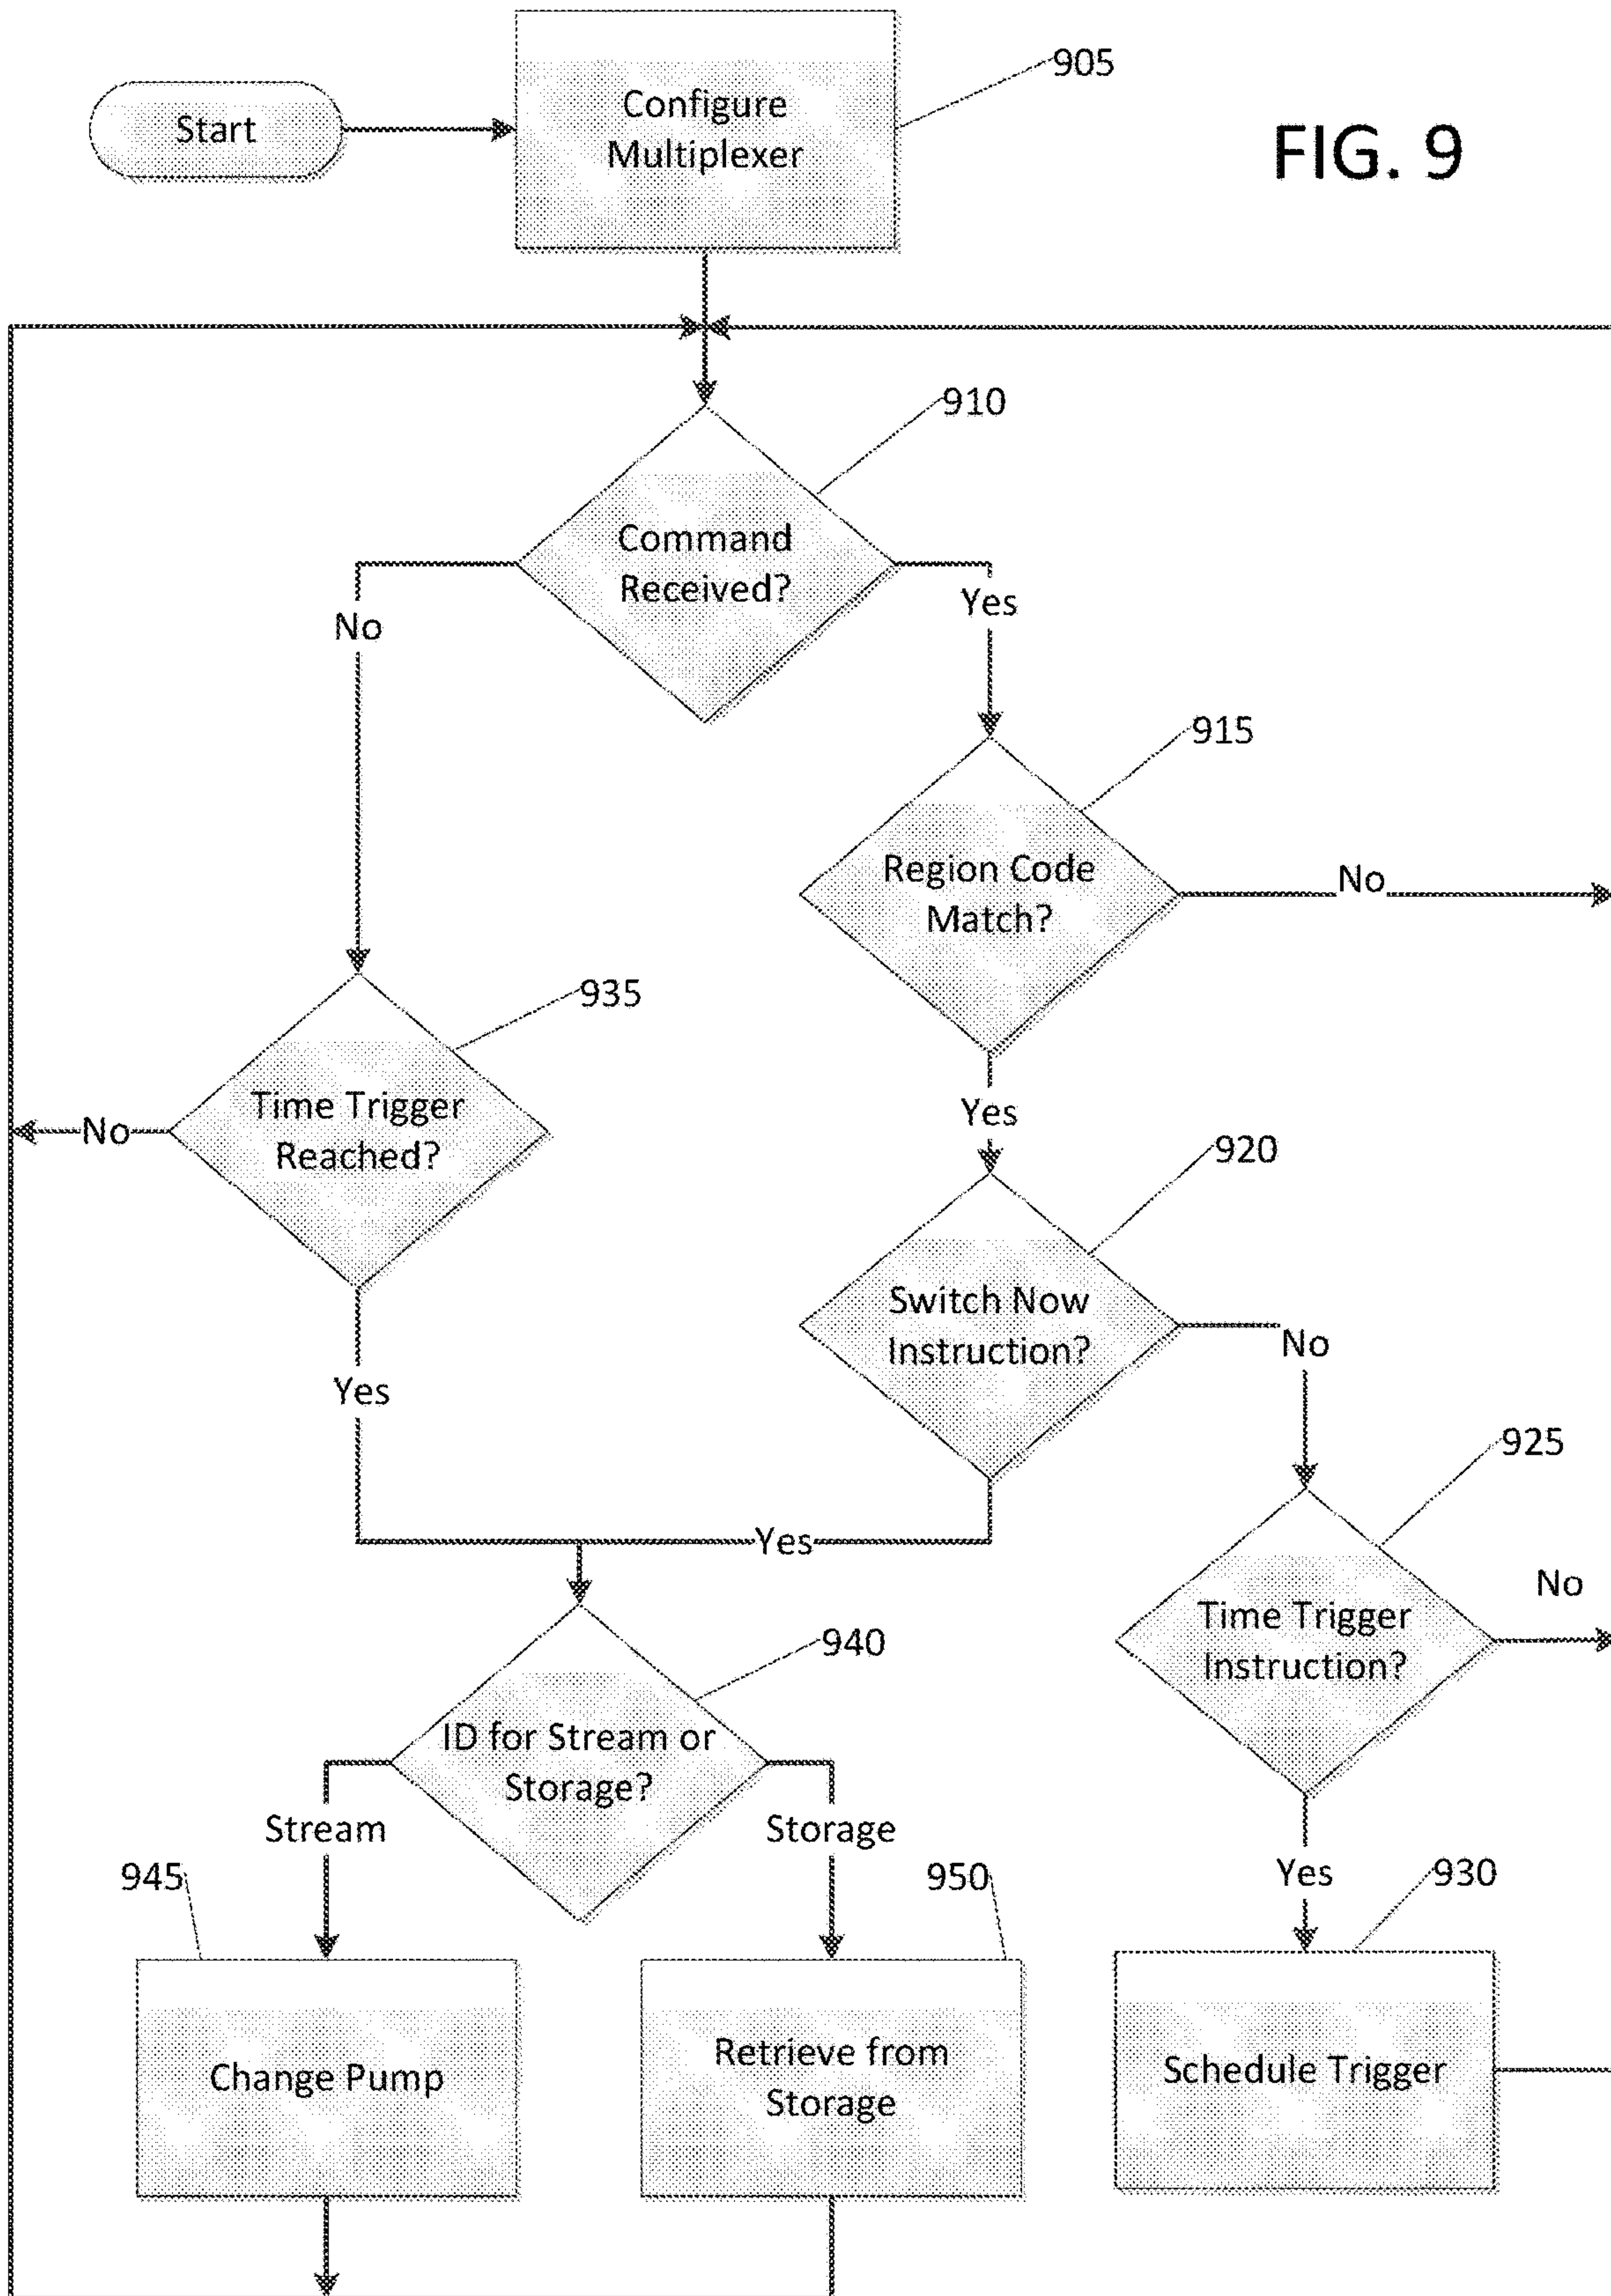 Start
Configure
Multiplexer
905
FIG. 9
910
Command
Received?
No
Yes
915
Region Code
Match?
No
935
Time Trigger
Reached?
No
Yes
920
Switch Now
Instruction?
No
Yes
Yes
925
Time Trigger
Instruction?
No
940
ID for Stream or
Storage?
Stream
Storage
Yes
945
950
930
Change Pump
Retrieve from
Storage
Schedule Trigger